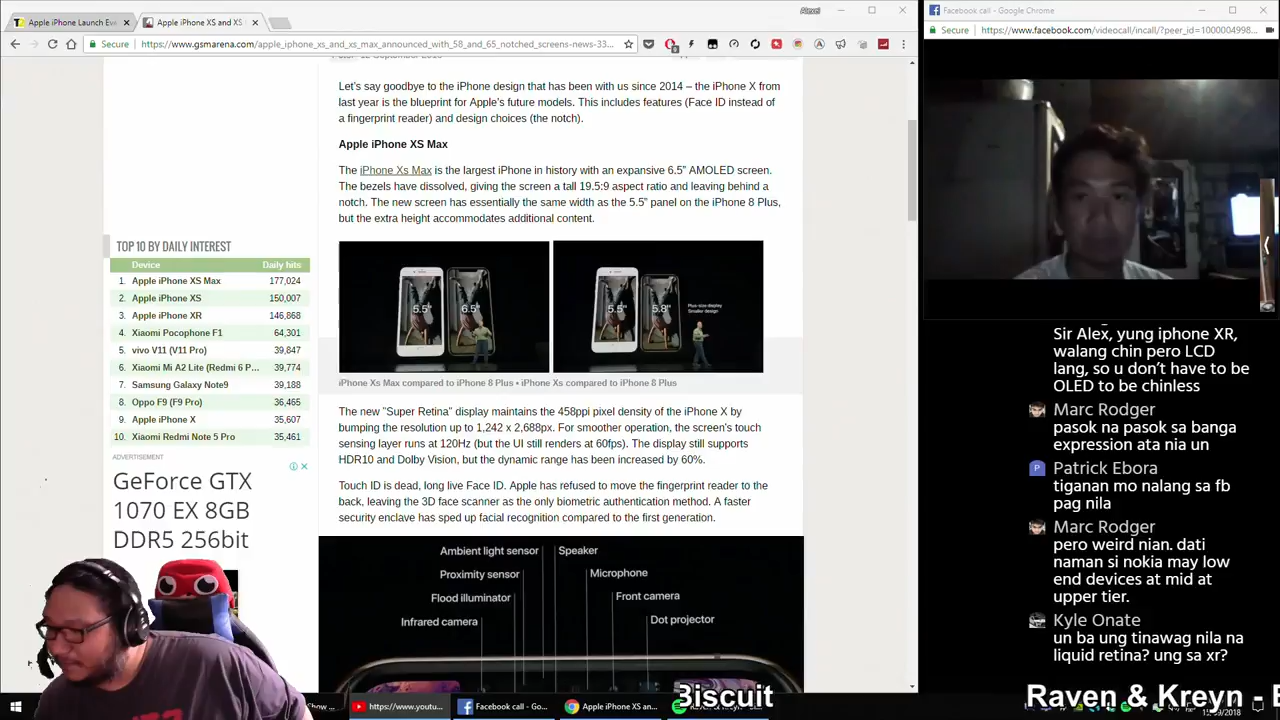 Apple iPhone Launch Eve
Apple iPhone XS and XS
Alexei
Facebook call - Google Chrome
Secure
https://www.gsmarena.com/apple_iphone_xs_and_xs_max_announced_with_58_and_65_notched_screens-news-33...
Secure
https://www.facebook.com/videocall/incall/?peer_id=1000004998...
Let's say goodbye to the iPhone design that has been with us since 2014 – the iPhone X from
last year is the blueprint for Apple's future models. This includes features (Face ID instead of
a fingerprint reader) and design choices (the notch).
Apple iPhone XS Max
The iPhone Xs Max is the largest iPhone in history with an expansive 6.5" AMOLED screen.
The bezels have dissolved, giving the screen a tall 19.5:9 aspect ratio and leaving behind a
notch. The new screen has essentially the same width as the 5.5" panel on the iPhone 8 Plus,
but the extra height accommodates additional content.
TOP 10 BY DAILY INTEREST
Device Daily hits
1. Apple iPhone XS Max 177,024
2. Apple iPhone XS 150,007
3. Apple iPhone XR 146,868
4. Xiaomi Pocophone F1 64,301
5. vivo V11 (V11 Pro) 39,847
6. Xiaomi Mi A2 Lite (Redmi 6 P... 39,774
7. Samsung Galaxy Note9 39,188
8. Oppo F9 (F9 Pro) 36,465
9. Apple iPhone X 35,607
10. Xiaomi Redmi Note 5 Pro 35,461
5.5" 6.5"
5.5" 5.8"
Plus-size display
Smaller design
iPhone Xs Max compared to iPhone 8 Plus • iPhone Xs compared to iPhone 8 Plus
The new "Super Retina" display maintains the 458ppi pixel density of the iPhone X by
bumping the resolution up to 1,242 x 2,688px. For smoother operation, the screen's touch
sensing layer runs at 120Hz (but the UI still renders at 60fps). The display still supports
HDR10 and Dolby Vision, but the dynamic range has been increased by 60%.
Touch ID is dead, long live Face ID. Apple has refused to move the fingerprint reader to the
back, leaving the 3D face scanner as the only biometric authentication method. A faster
security enclave has sped up facial recognition compared to the first generation.
ADVERTISEMENT
GeForce GTX
1070 EX 8GB
DDR5 256bit
Ambient light sensor
Speaker
Proximity sensor
Microphone
Flood illuminator
Front camera
Infrared camera
Dot projector
Sir Alex, yung iphone XR,
walang chin pero LCD
lang, so u don't have to be
OLED to be chinless
Marc Rodger
pasok na pasok sa banga
expression ata nia un
Patrick Ebora
tiganan mo nalang sa fb
pag nila
Marc Rodger
pero weird nian. dati
naman si nokia may low
end devices at mid at
upper tier.
Kyle Onate
un ba ung tinawag nila na
liquid retina? ung sa xr?
https://www.youtu...
Facebook call - Go...
Apple iPhone XS an...
Biscuit
Raven & Kreyn -